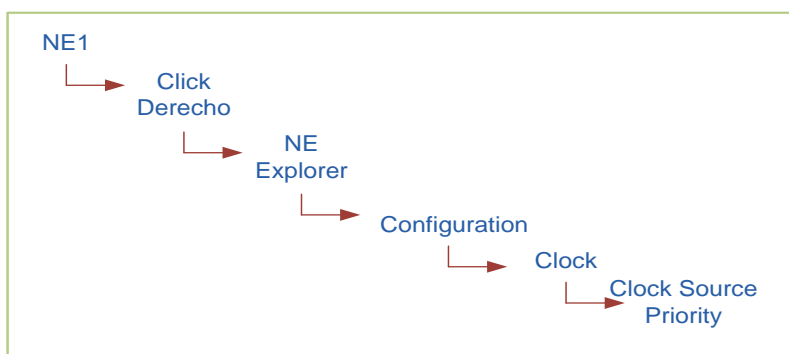 NE1
Click
Derecho
NE
Explorer
Configuration
Clock
Clock Source
Priority